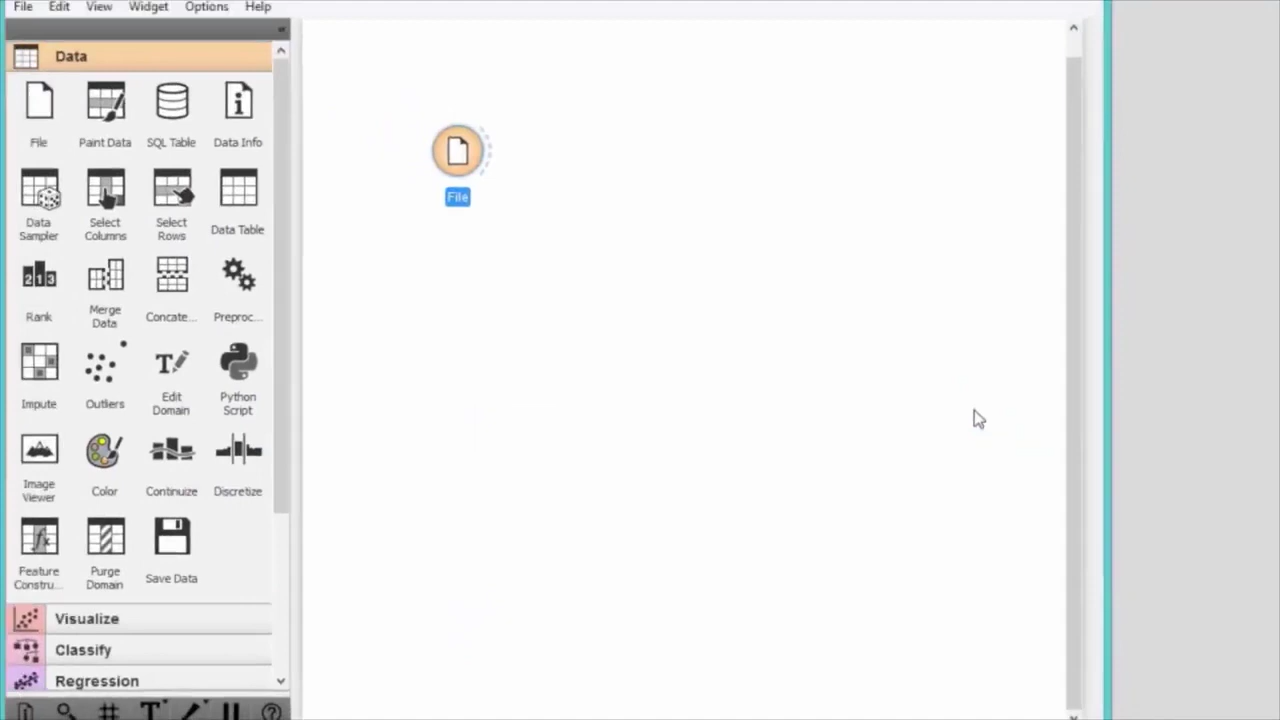 File Edit View Widget Options Help
Data
File Paint Data SQL Table Data Info
Data Sampler
Select Columns
Select Rows
Data Table
Rank
Merge Data
Concate...
Preproc...
Impute
Outliers
Edit Domain
Python Script
Image Viewer
Color
Continuize
Discretize
Feature Constru...
Purge Domain
Save Data
Visualize
Classify
Regression
File